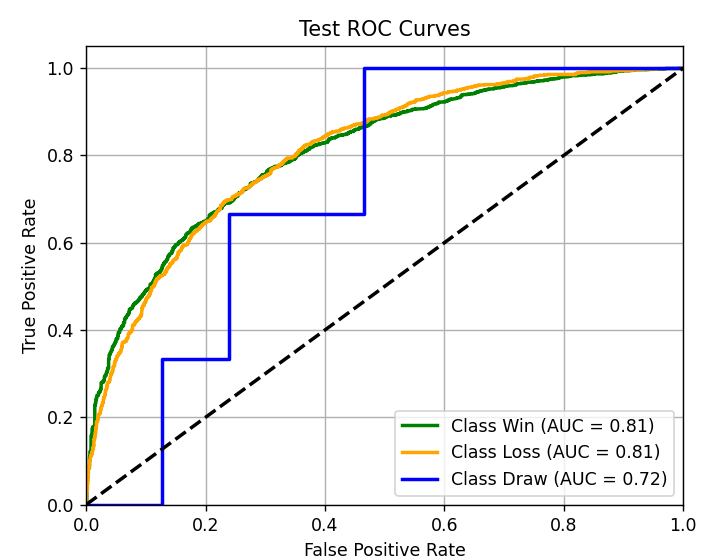 Test ROC Curves
True Positive Rate
1.0
0.8
0.6
0.4
0.2
0.0
Class Win (AUC = 0.81)
Class Loss (AUC = 0.81)
Class Draw (AUC = 0.72)
0.0 0.2 0.4 0.6 0.8 1.0
False Positive Rate